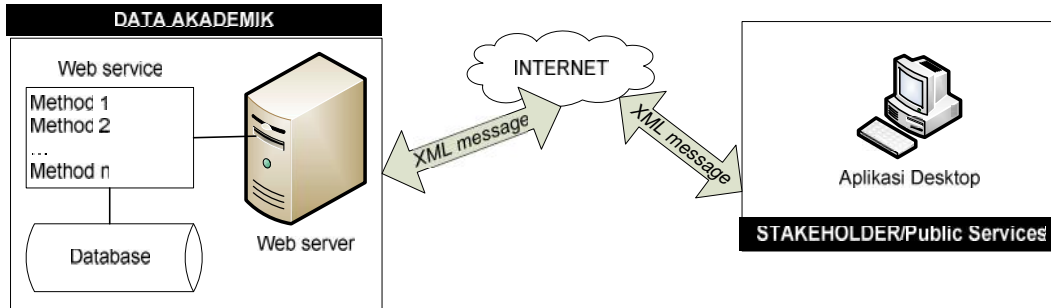 DATA AKADEMIK
Web service
Method 1
Method 2
...
Method n
Database
Web server
XML message
INTERNET
XML message
Aplikasi Desktop
STAKEHOLDER/Public Services